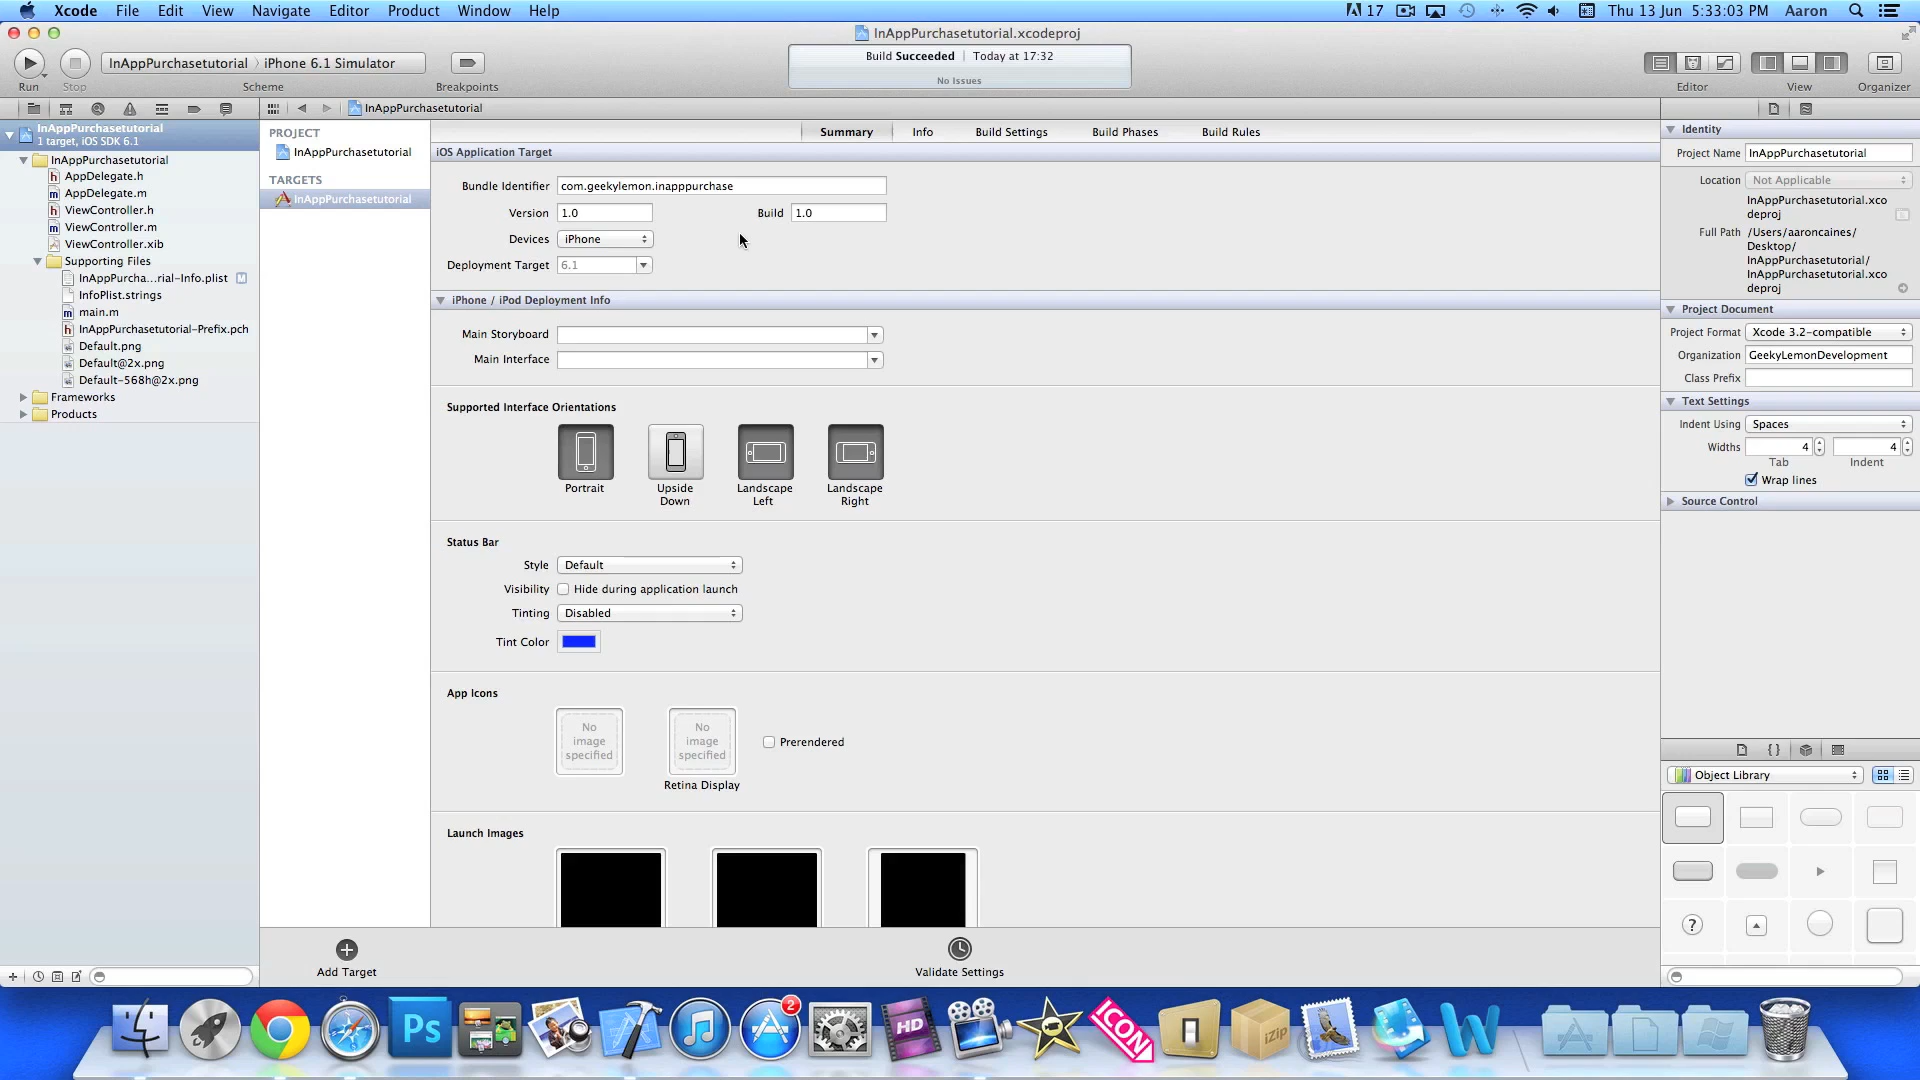 Xcode File Edit View Navigate Editor Product Window Help 17 Thu 13 Jun 5:33:03 PM Aaron
InAppPurchasetutorial.xcodeproj
InAppPurchasetutorial iPhone 6.1 Simulator
Build Succeeded | Today at 17:32
No Issues
Run Stop Scheme Breakpoints Editor View Organizer
InAppPurchasetutorial
InAppPurchasetutorial
1 target, iOS SDK 6.1
InAppPurchasetutorial
AppDelegate.h
AppDelegate.m
ViewController.h
ViewController.m
ViewController.xib
Supporting Files
InAppPurcha...rial-Info.plist M
InfoPlist.strings
main.m
InAppPurchasetutorial-Prefix.pch
Default.png
Default@2x.png
Default-568h@2x.png
Frameworks
Products
PROJECT
InAppPurchasetutorial
TARGETS
InAppPurchasetutorial
Summary Info Build Settings Build Phases Build Rules
iOS Application Target
Bundle Identifier com.geekylemon.inapppurchase
Version 1.0 Build 1.0
Devices iPhone
Deployment Target 6.1
iPhone / iPod Deployment Info
Main Storyboard
Main Interface
Supported Interface Orientations
Portrait
Upside
Down
Landscape
Left
Landscape
Right
Status Bar
Style Default
Visibility Hide during application launch
Tinting Disabled
Tint Color
App Icons
No
image
specified
No
image
specified
Prerendered
Retina Display
Launch Images
Add Target
Validate Settings
Identity
Project Name InAppPurchasetutorial
Location Not Applicable
InAppPurchasetutorial.xco
deproj
Full Path /Users/aaroncaines/
Desktop/
InAppPurchasetutorial/
InAppPurchasetutorial.xco
deproj
Project Document
Project Format Xcode 3.2-compatible
Organization GeekyLemonDevelopment
Class Prefix
Text Settings
Indent Using Spaces
Widths 4 4
Tab Indent
Wrap lines
Source Control
{ }
Object Library
?
Ps
2
HD
ICON
iZip
W